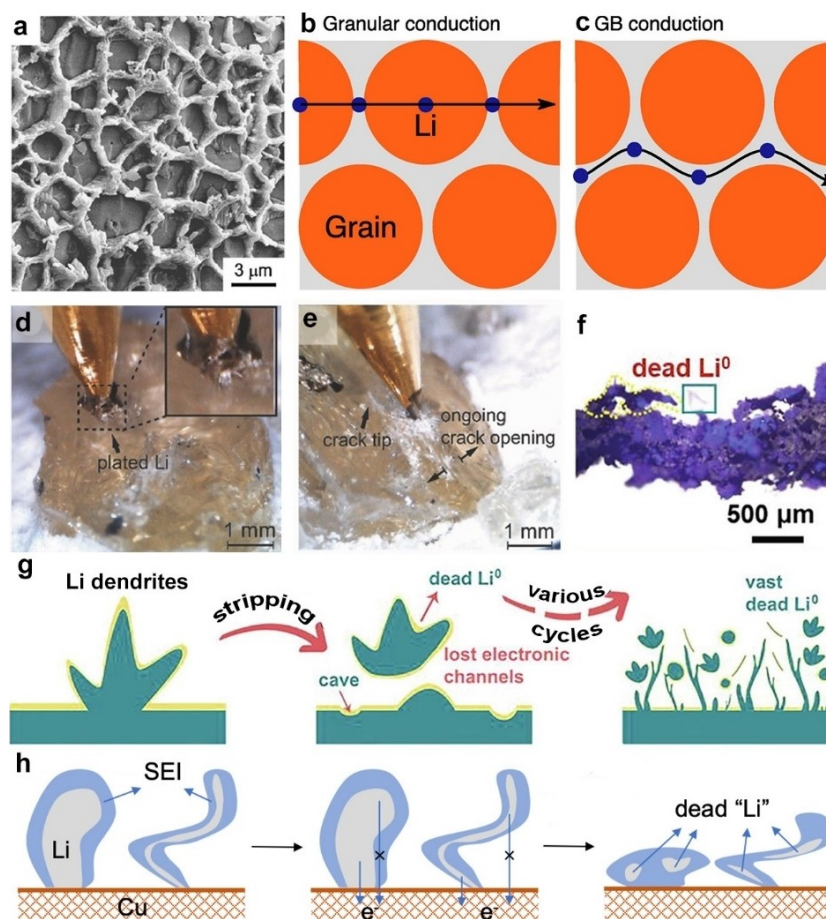 a
b Granular conduction
c GB conduction
Li
Grain
3 μm
d
plated Li
1 mm
e
crack tip
ongoing
crack opening
1 mm
f
dead Li⁰
500 μm
g
Li dendrites
stripping
dead Li⁰
lost electronic
channels
cave
various
cycles
vast
dead Li⁰
h
SEI
Li
Cu
×
×
e⁻
e⁻
dead “Li”